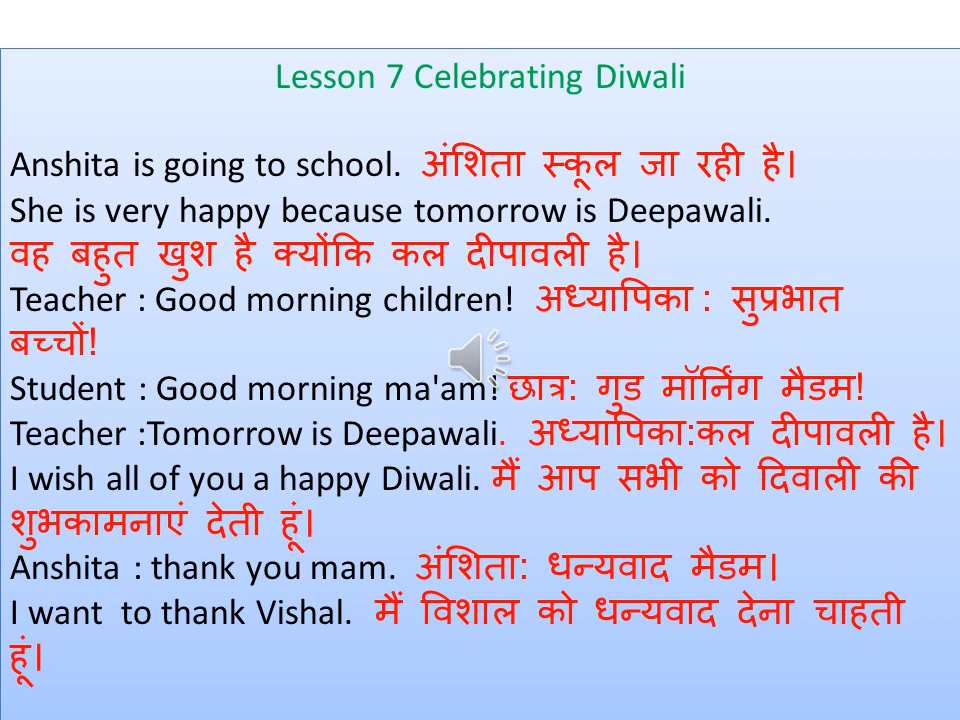 Lesson 7 Celebrating Diwali
Anshita is going to school. अंशिता स्कूल जा रही है।
She is very happy because tomorrow is Deepawali.
वह बहुत खुश है क्योंकि कल दीपावली है।
Teacher : Good morning children! अध्यापिका : सुप्रभात
बच्चों!
Student : Good morning ma'am! छात्र: गुड मॉर्निंग मैडम!
Teacher :Tomorrow is Deepawali. अध्यापिका:कल दीपावली है।
I wish all of you a happy Diwali. मैं आप सभी को दिवाली की
शुभकामनाएं देती हूं।
Anshita : thank you mam. अंशिता: धन्यवाद मैडम।
I want to thank Vishal. मैं विशाल को धन्यवाद देना चाहती
हूं।